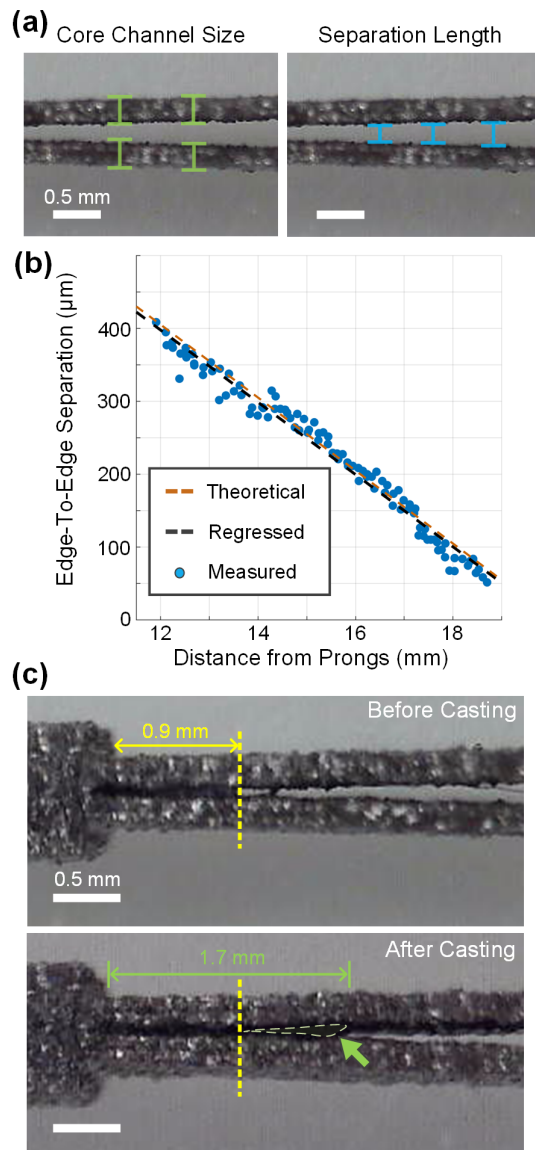 (a)
Core Channel Size
Separation Length
0.5 mm
(b)
Edge-To-Edge Separation (μm)
400
300
200
100
0
Theoretical
Regressed
Measured
12
14
16
18
Distance from Prongs (mm)
(c)
Before Casting
0.9 mm
0.5 mm
After Casting
1.7 mm